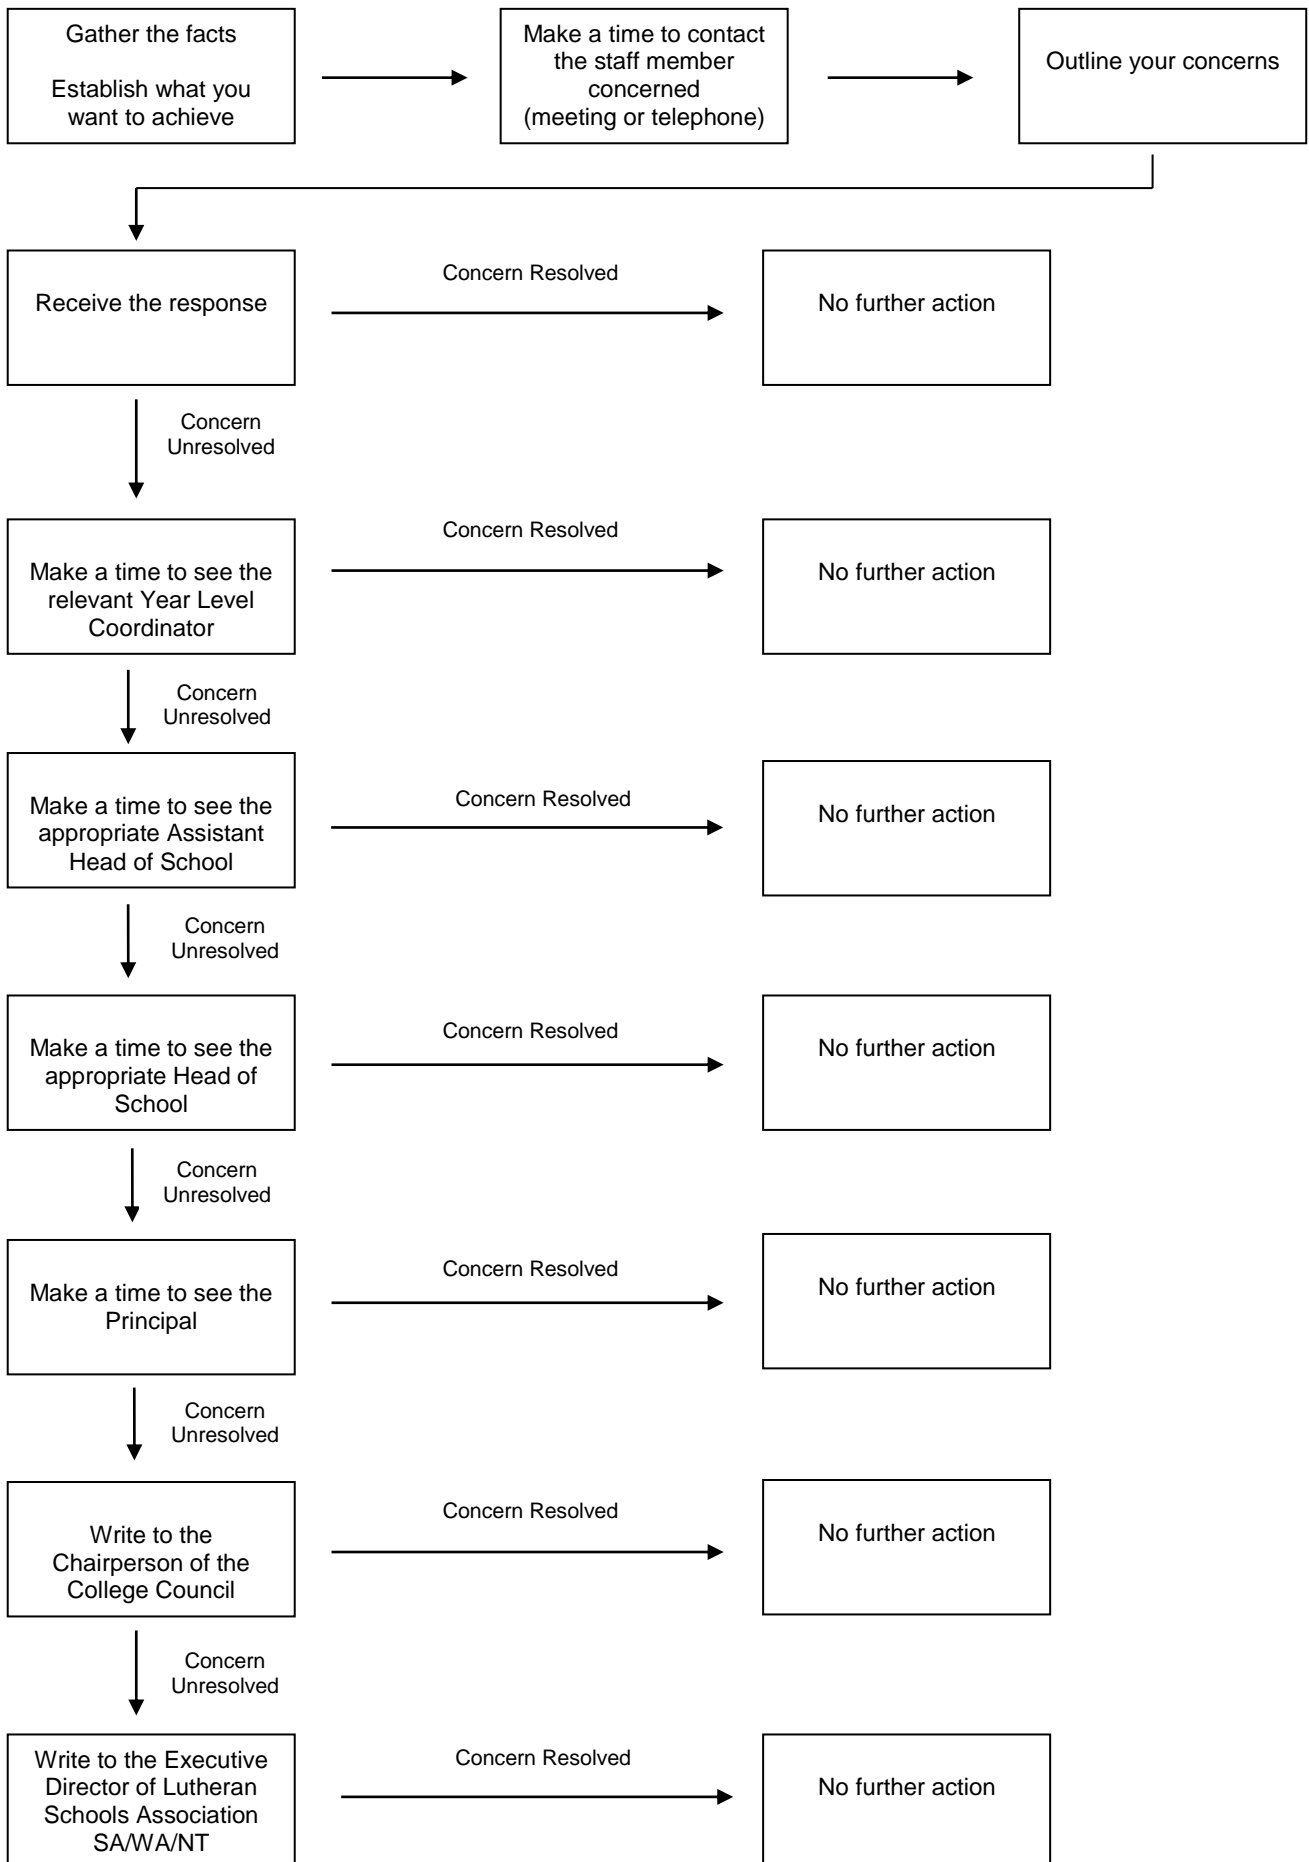 Gather the facts
Establish what you
want to achieve
Make a time to contact
the staff member
concerned
(meeting or telephone)
Outline your concerns
Receive the response
Concern Resolved
No further action
Concern
Unresolved
Make a time to see the
relevant Year Level
Coordinator
Concern Resolved
No further action
Concern
Unresolved
Make a time to see the
appropriate Assistant
Head of School
Concern Resolved
No further action
Concern
Unresolved
Make a time to see the
appropriate Head of
School
Concern Resolved
No further action
Concern
Unresolved
Make a time to see the
Principal
Concern Resolved
No further action
Concern
Unresolved
Write to the
Chairperson of the
College Council
Concern Resolved
No further action
Concern
Unresolved
Write to the Executive
Director of Lutheran
Schools Association
SA/WA/NT
Concern Resolved
No further action